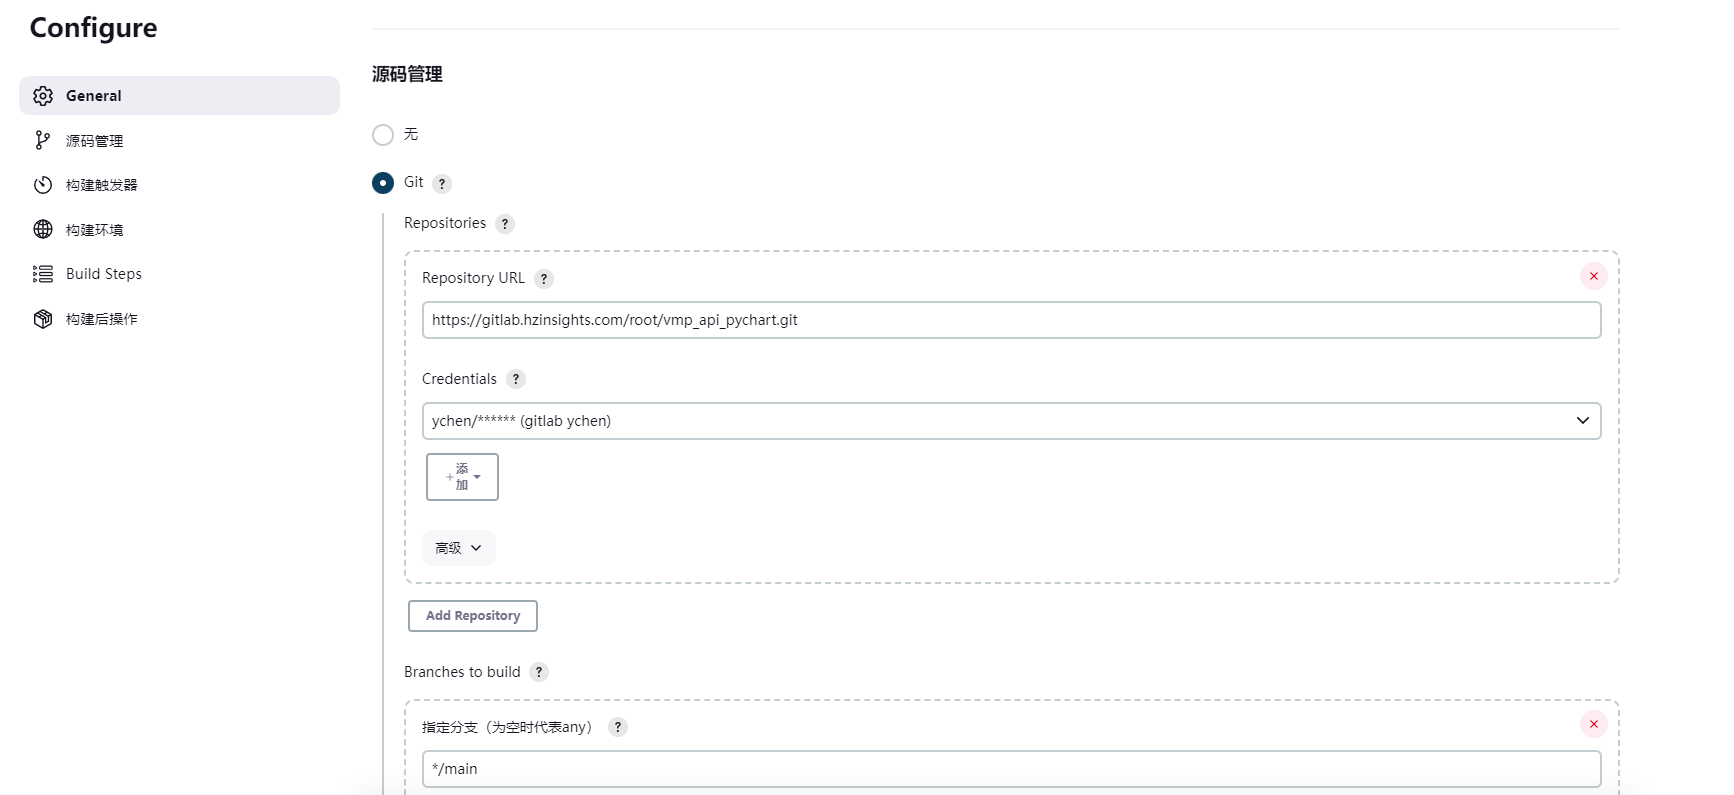 Configure
General
源码管理
构建触发器
构建环境
Build Steps
构建后操作
源码管理
无
Git ?
Repositories ?
Repository URL ?
https://gitlab.hzinsights.com/root/vmp_api_pychart.git
Credentials ?
ychen/****** (gitlab ychen)
添
加
高级
Add Repository
Branches to build ?
指定分支（为空时代表any） ?
*/main